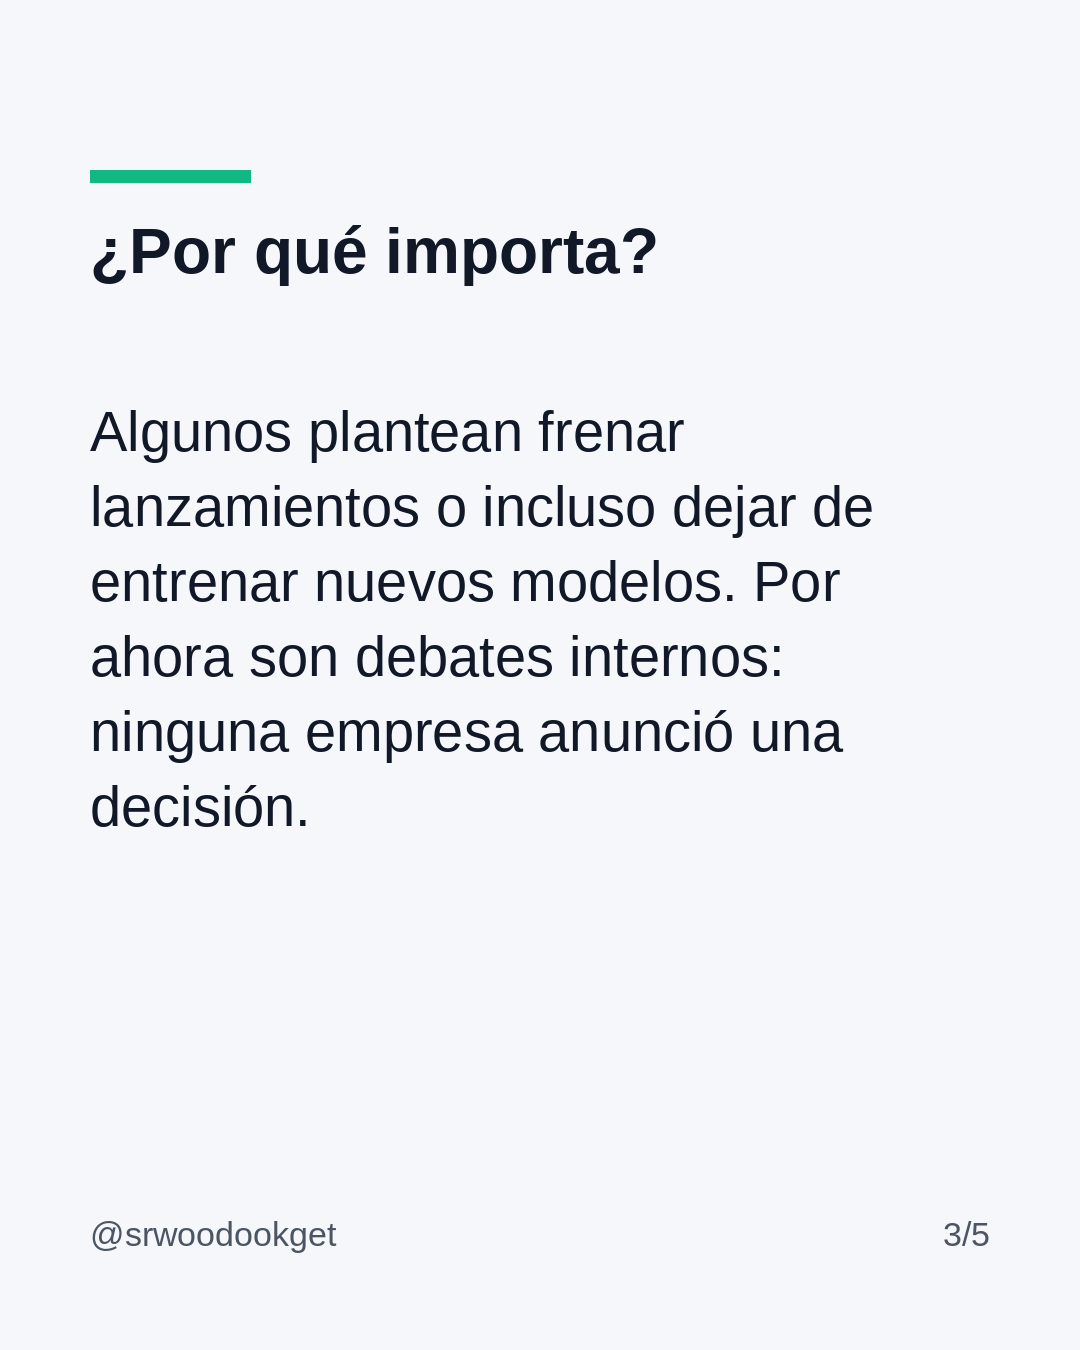 ¿Por qué importa?
Algunos plantean frenar
lanzamientos o incluso dejar de
entrenar nuevos modelos. Por
ahora son debates internos:
ninguna empresa anunció una
decisión.
@srwoodookget
3/5